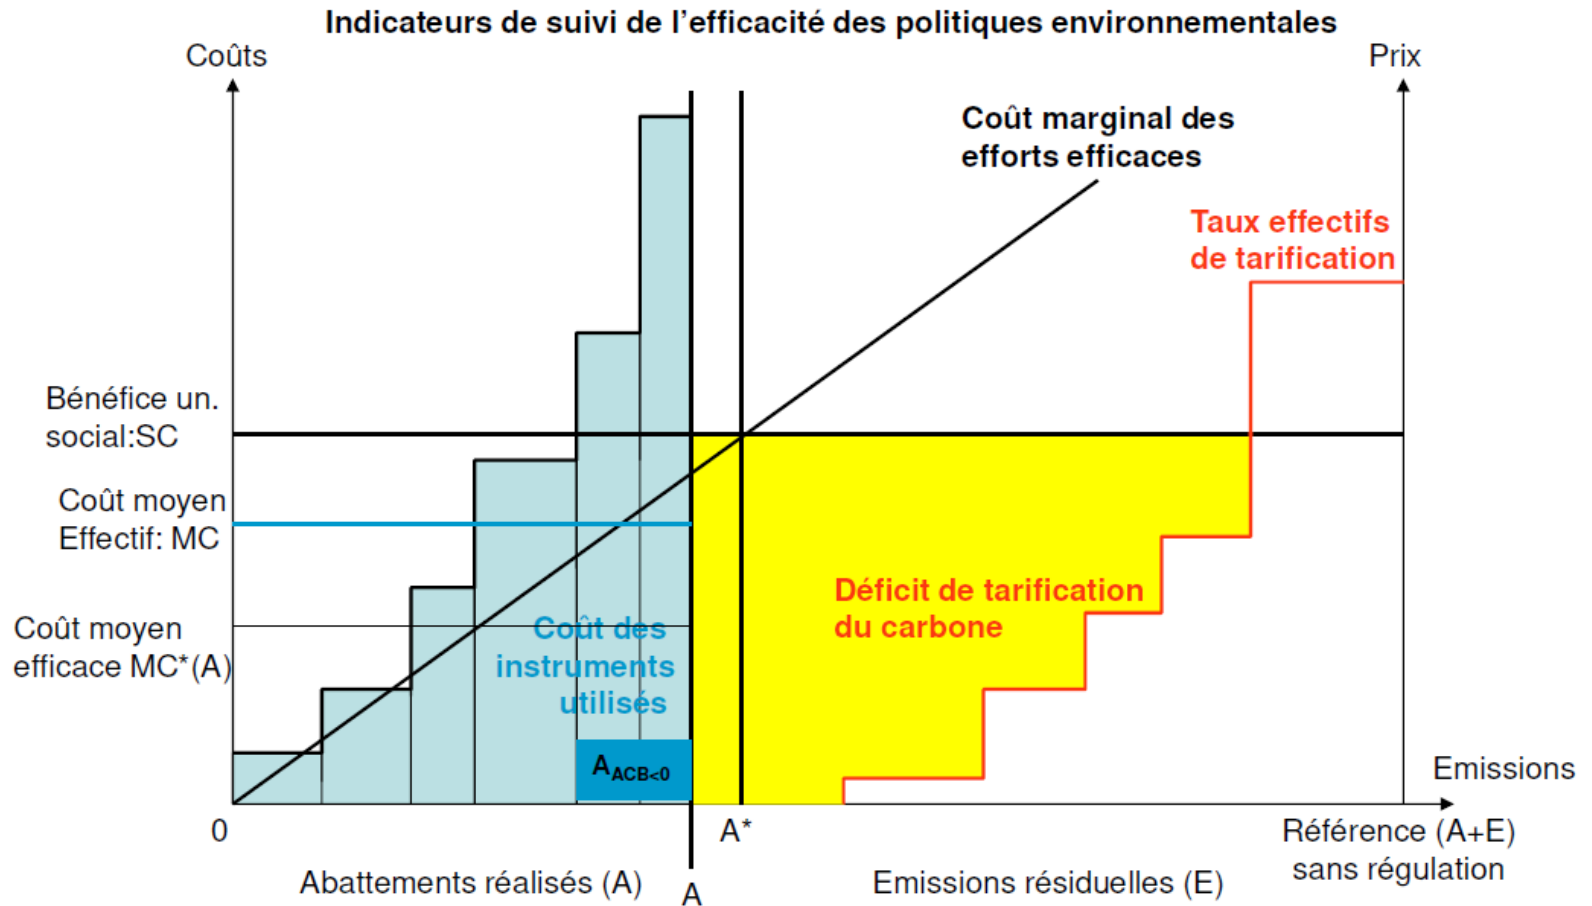 Indicateurs de suivi de l’efficacité des politiques environnementales
Coûts
Prix
Coût marginal des
efforts efficaces
Taux effectifs
de tarification
Bénéfice un.
social:SC
Coût moyen
Effectif: MC
Coût moyen
efficace MC*(A)
Coût des
instruments
utilisés
Déficit de tarification
du carbone
A ACB<0
Emissions
0
A*
Référence (A+E)
sans régulation
Abattements réalisés (A)
A
Emissions résiduelles (E)